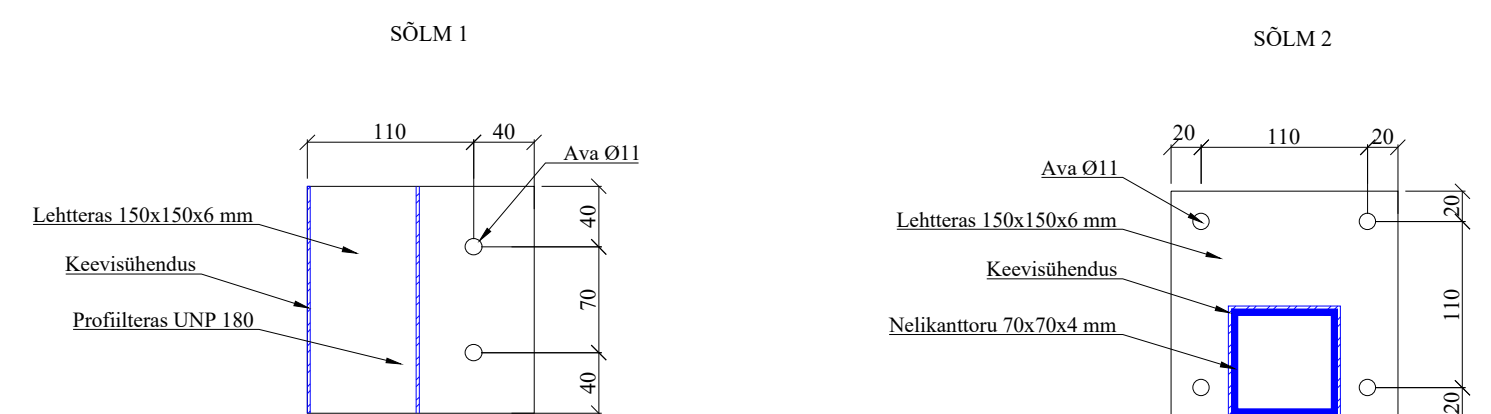 SÕLM 1
110
40
Ava Ø11
Lehtteras 150x150x6 mm
Keevisühendus
Profiilteras UNP 180
40
70
40
SÕLM 2
20
110
20
Ava Ø11
Lehtteras 150x150x6 mm
Keevisühendus
Nelikanttoru 70x70x4 mm
20
110
20